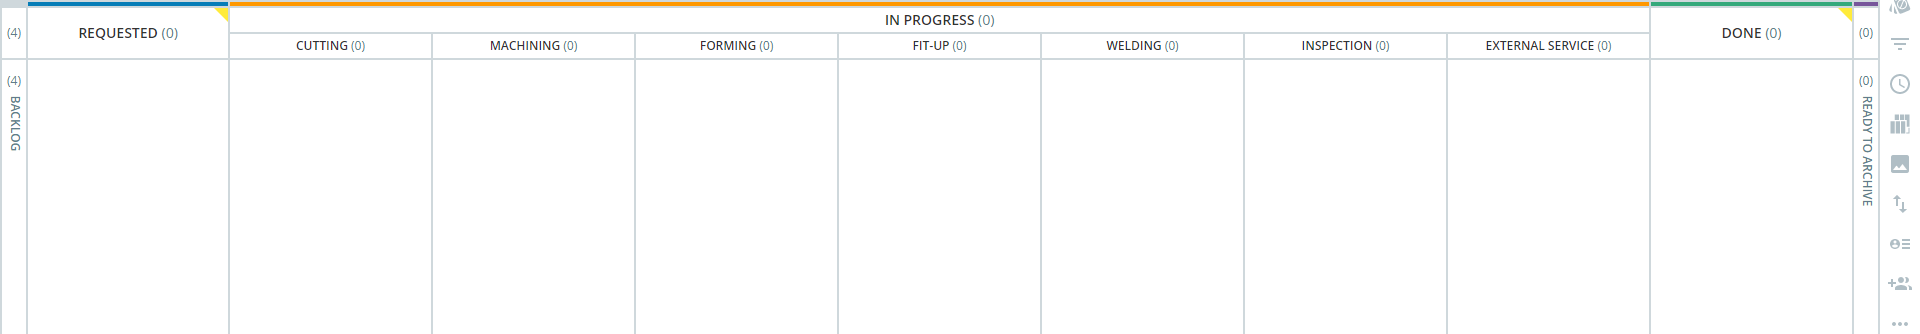 (4)
REQUESTED (0)
IN PROGRESS (0)
CUTTING (0)
MACHINING (0)
FORMING (0)
FIT-UP (0)
WELDING (0)
INSPECTION (0)
EXTERNAL SERVICE (0)
DONE (0)
(0)
(4)
BACKLOG
(0)
READY TO ARCHIVE